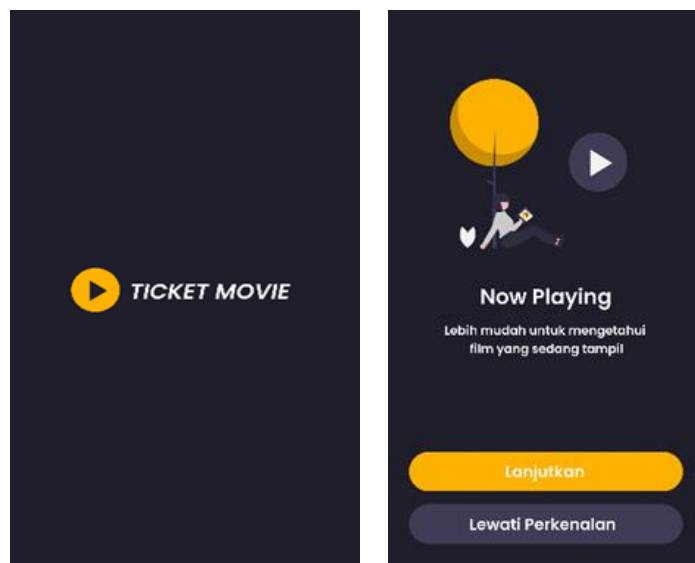 TICKET MOVIE
Now Playing
Lebih mudah untuk mengetahui
film yang sedang tampil
Lanjutkan
Lewati Perkenalan